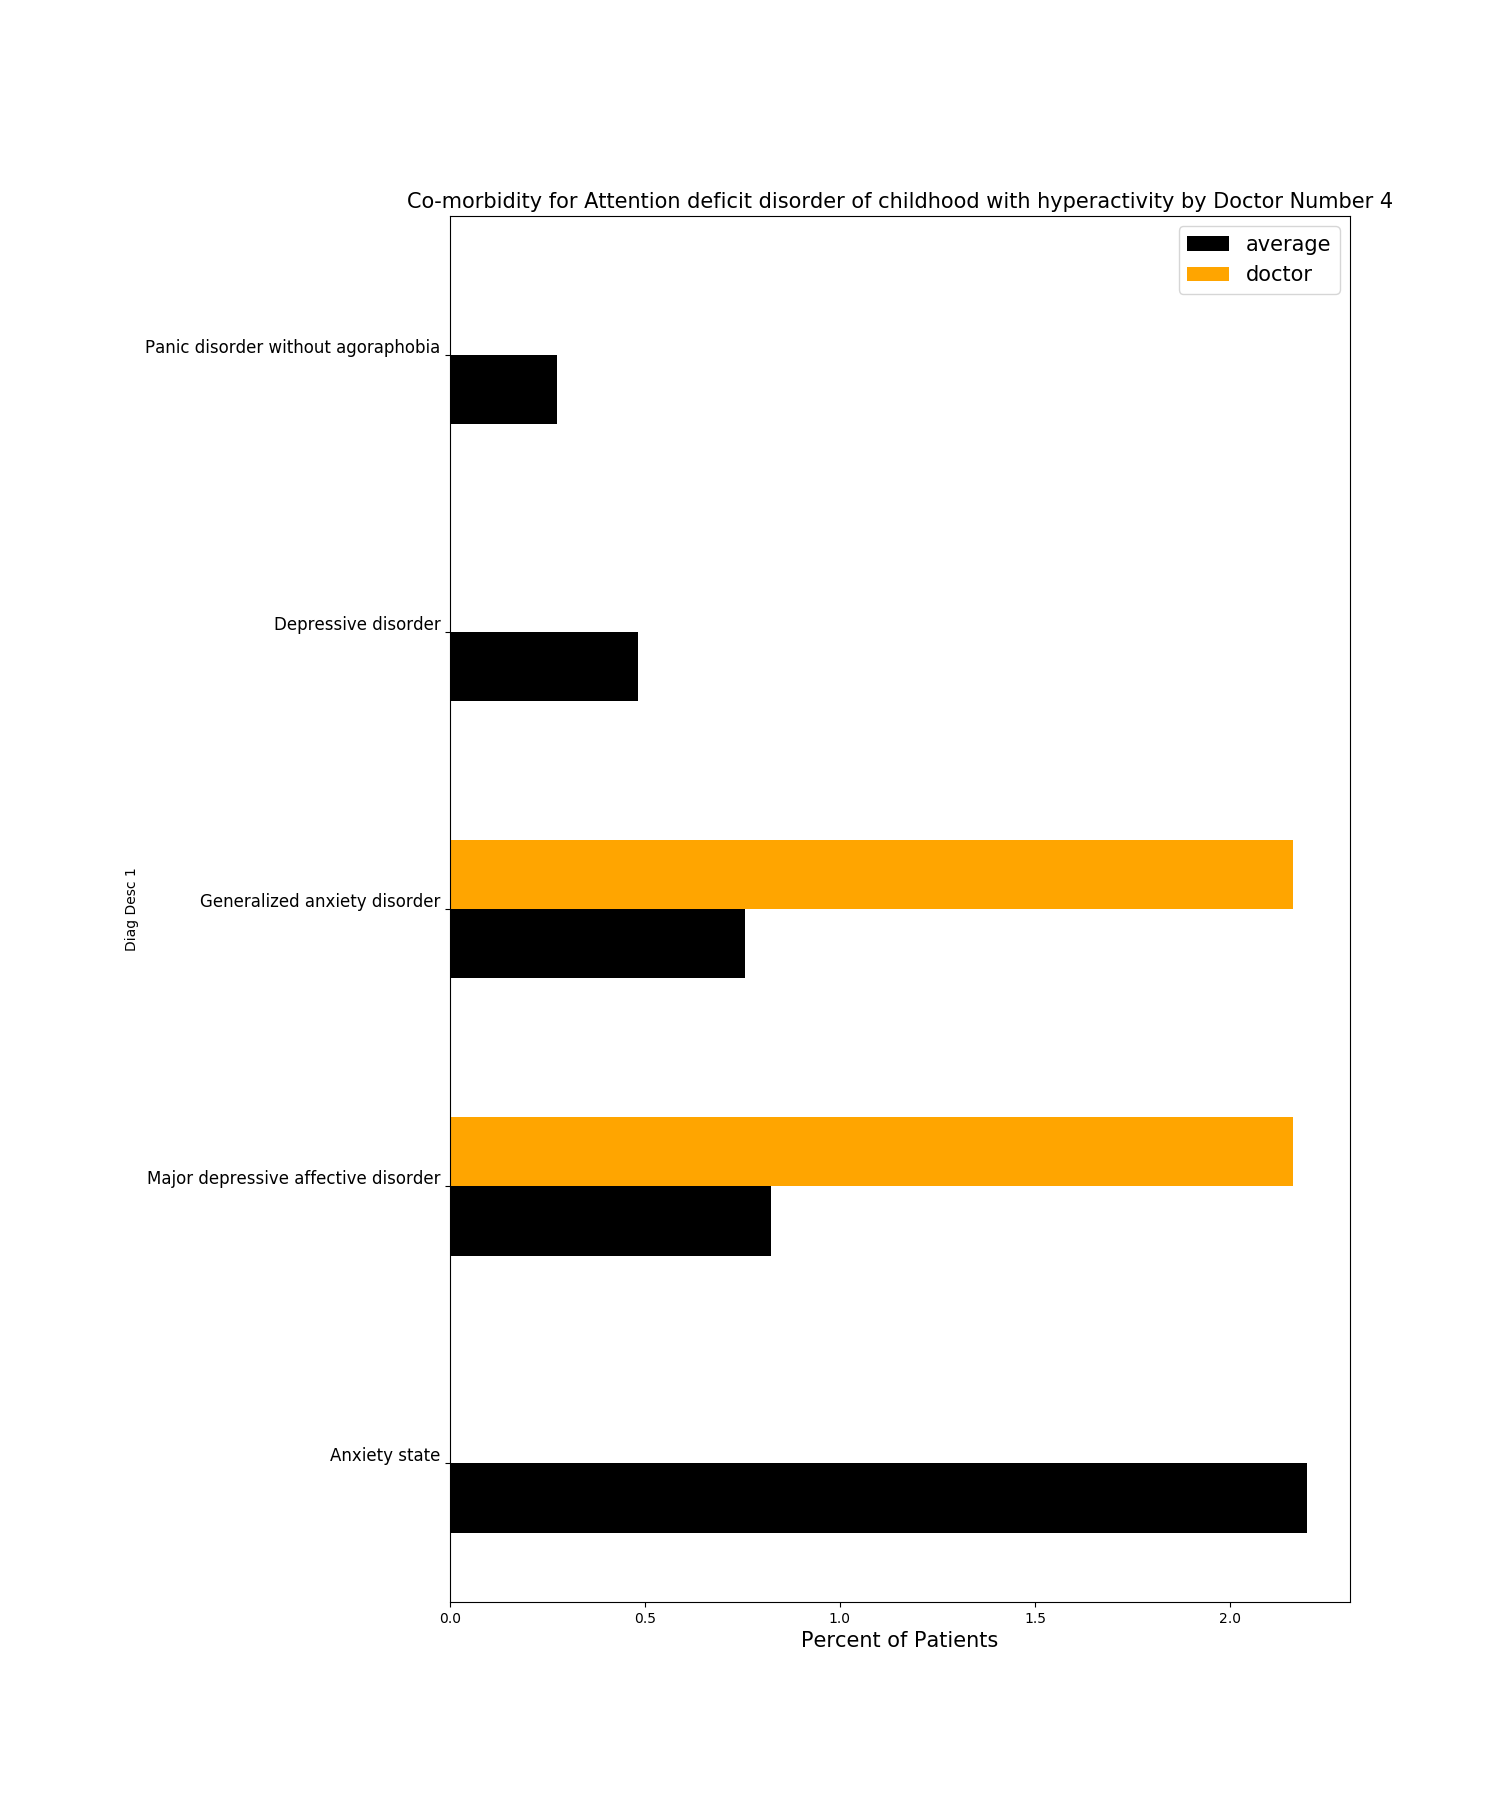 Co-morbidity for Attention deficit disorder of childhood with hyperactivity by Doctor Number 4
average
doctor
Panic disorder without agoraphobia
Depressive disorder
Generalized anxiety disorder
Diag Desc 1
Major depressive affective disorder
Anxiety state
0.0 0.5 1.0 1.5 2.0
Percent of Patients